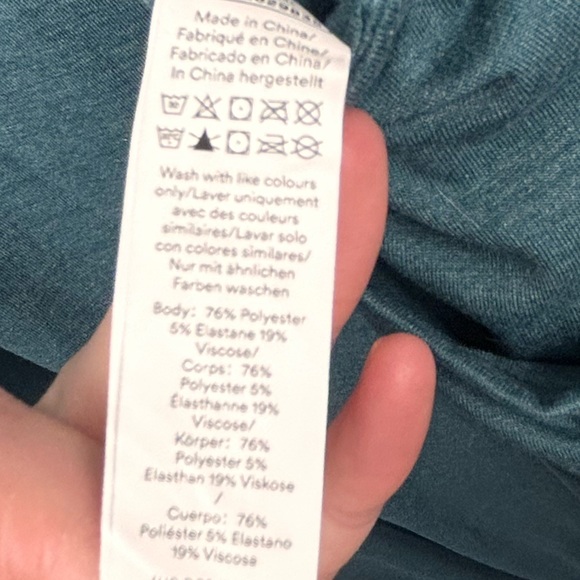 Made in China/
Fabriqué en Chine/
Fabricado en China/
In China hergestellt
Wash with like colours
only/Laver uniquement
avec des couleurs
similaires/Lavar solo
con colores similares/
Nur mit ähnlichen
Farben waschen
Body: 76% Polyester
5% Elastane 19%
Viscose/
Corps: 76%
Polyester 5%
Élasthanne 19%
Viscose/
Körper: 76%
Polyester 5%
Elasthan 19% Viskose
/
Cuerpo: 76%
Poliéster 5% Elastano
19% Viscosa